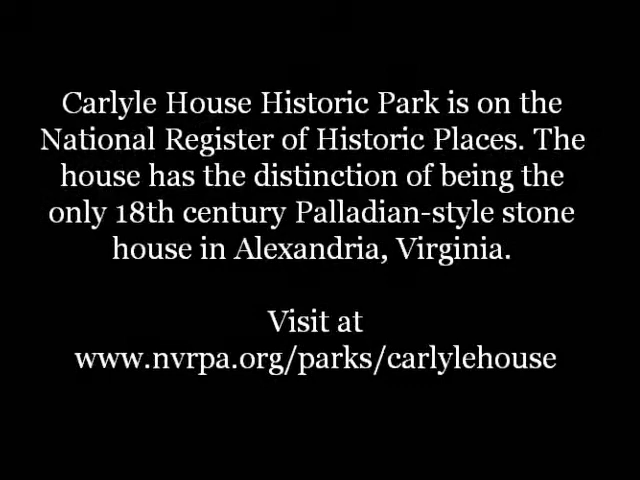 Carlyle House Historic Park is on the
National Register of Historic Places. The
house has the distinction of being the
only 18th century Palladian-style stone
house in Alexandria, Virginia.
Visit at
www.nvrpa.org/parks/carlylehouse